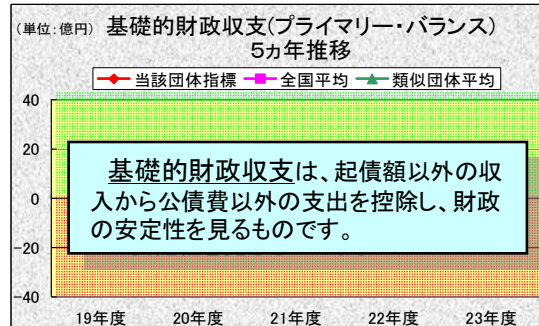 (単位:億円) 基礎的財政収支(プライマリー・バランス)
5ヵ年推移
当該団体指標 全国平均 類似団体平均
40
20
0
-20
-40
基礎的財政収支は、起債額以外の収
入から公債費以外の支出を控除し、財政
の安定性を見るものです。
19年度 20年度 21年度 22年度 23年度